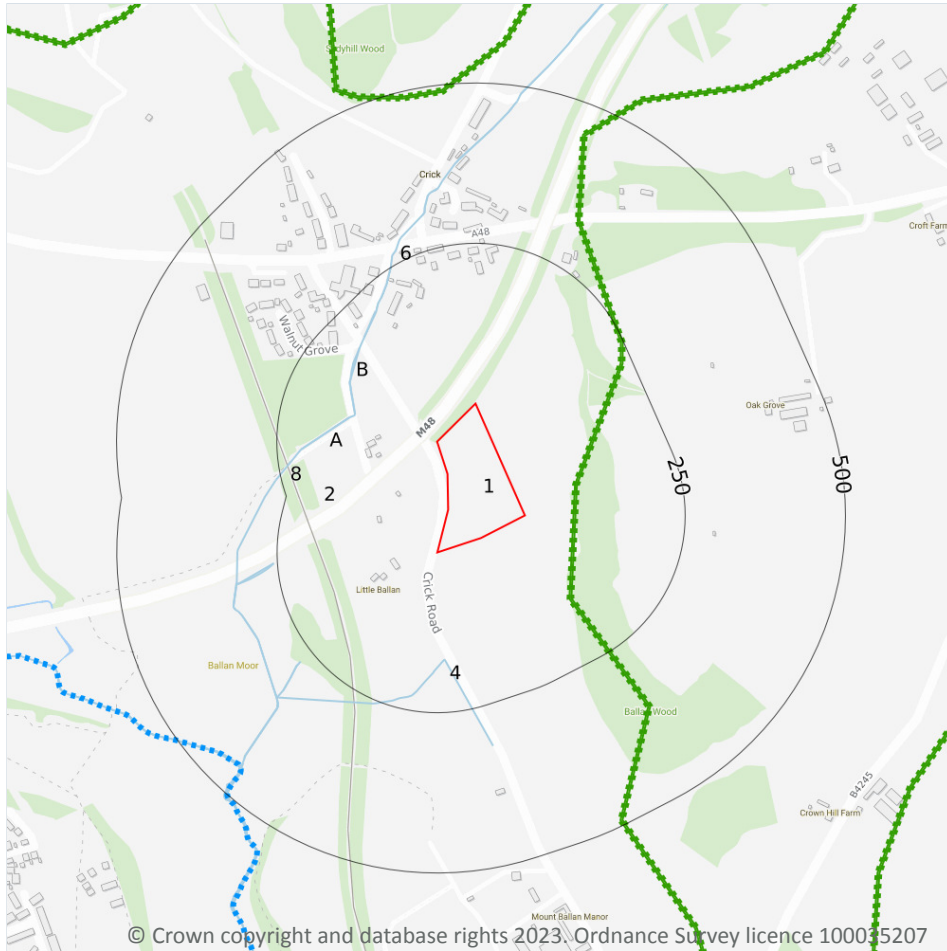 Sudyhill Wood
Crick
A48
Croft Farm
6
Walnut Grove
B
Oak Grove
M48
A
8
2
1
250
500
Little Ballan
Crick Road
Ballan Moor
4
Ballan Wood
B4245
Crown Hill Farm
Mount Ballan Manor
© Crown copyright and database rights 2023. Ordnance Survey licence 100035207